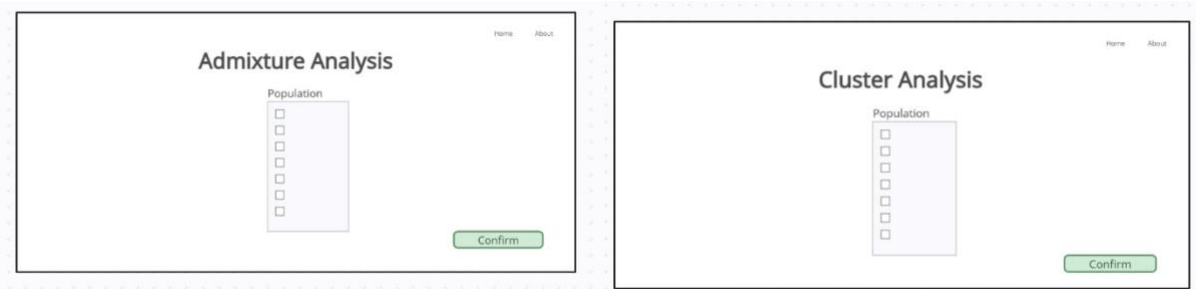 Home About
Admixture Analysis
Population
Confirm
Home About
Cluster Analysis
Population
Confirm